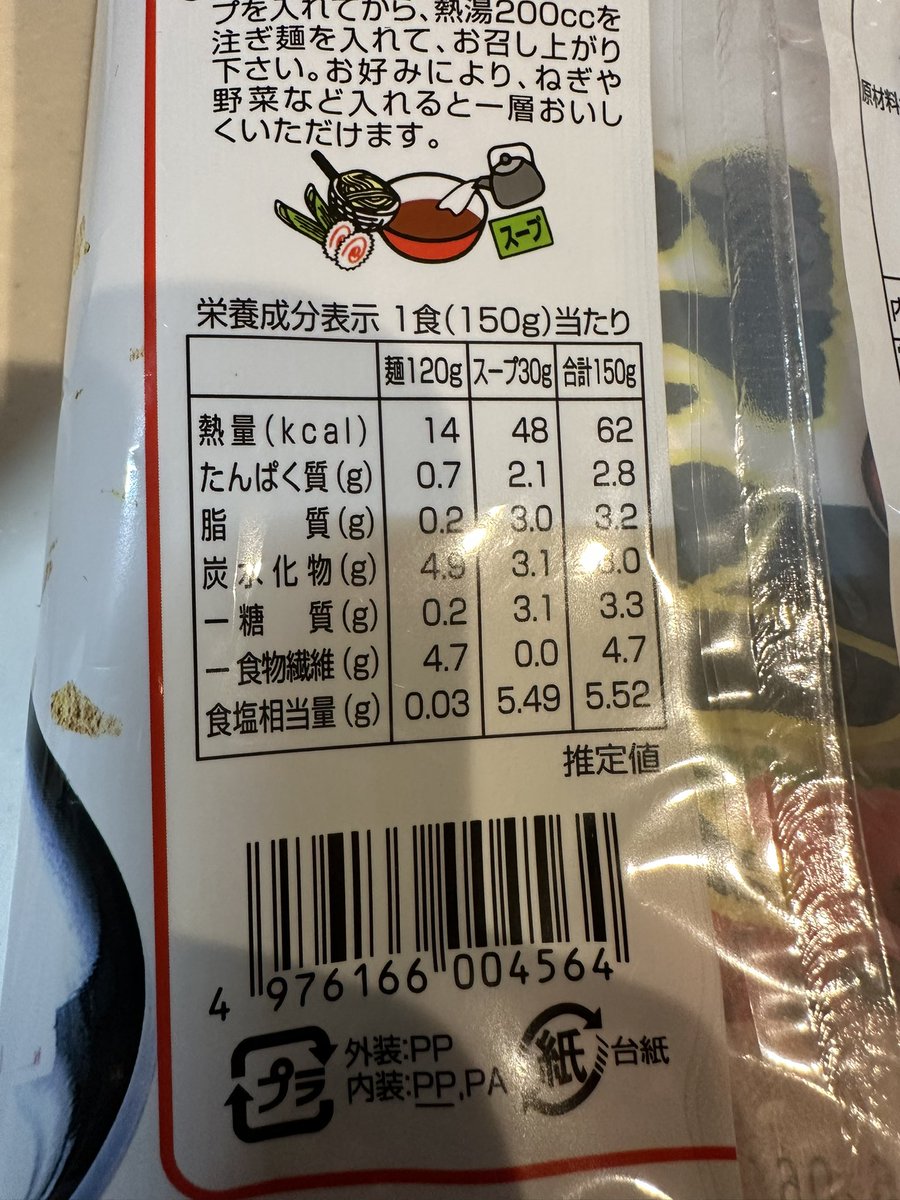 プを入れてから、熱湯200ccを
注ぎ麺を入れて、お召し上がり
下さい。お好みにより、ねぎや
野菜など入れると一層おいし
くいただけます。
スープ
栄養成分表示 1食(150g)当たり
麺120g スープ30g 合計150g
熱量(kcal) 14 48 62
たんぱく質(g) 0.7 2.1 2.8
脂質(g) 0.2 3.0 3.2
炭水化物(g) 4.9 3.1 8.0
ー糖質(g) 0.2 3.1 3.3
ー食物繊維(g) 4.7 0.0 4.7
食塩相当量(g) 0.03 5.49 5.52
推定値
4 976166 004564
プラ
外装:PP
内装:PP,PA
紙
台紙
原材料